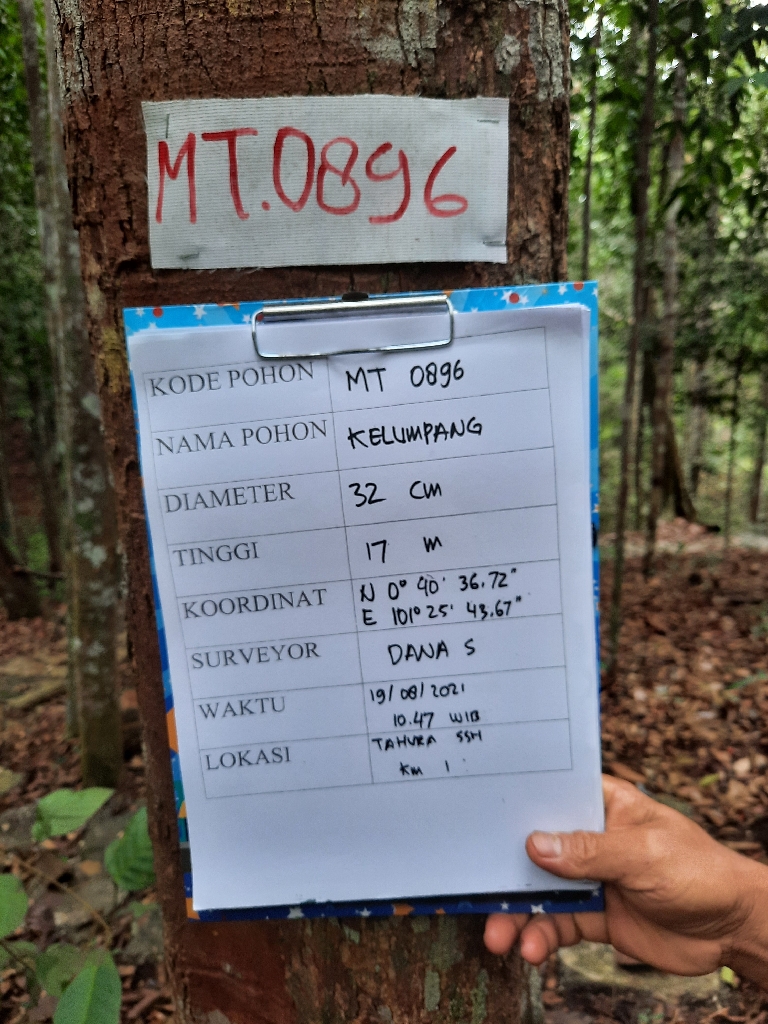 MT.0896
KODE POHON MT 0896
NAMA POHON KELUMPANG
DIAMETER 32 CM
TINGGI 17 m
KOORDINAT N 0° 40' 36.72"
E 101° 25' 43.67"
SURVEYOR DANA S
WAKTU 19/08/2021
10.47 WIB
LOKASI TAHURA SSH
Km 1